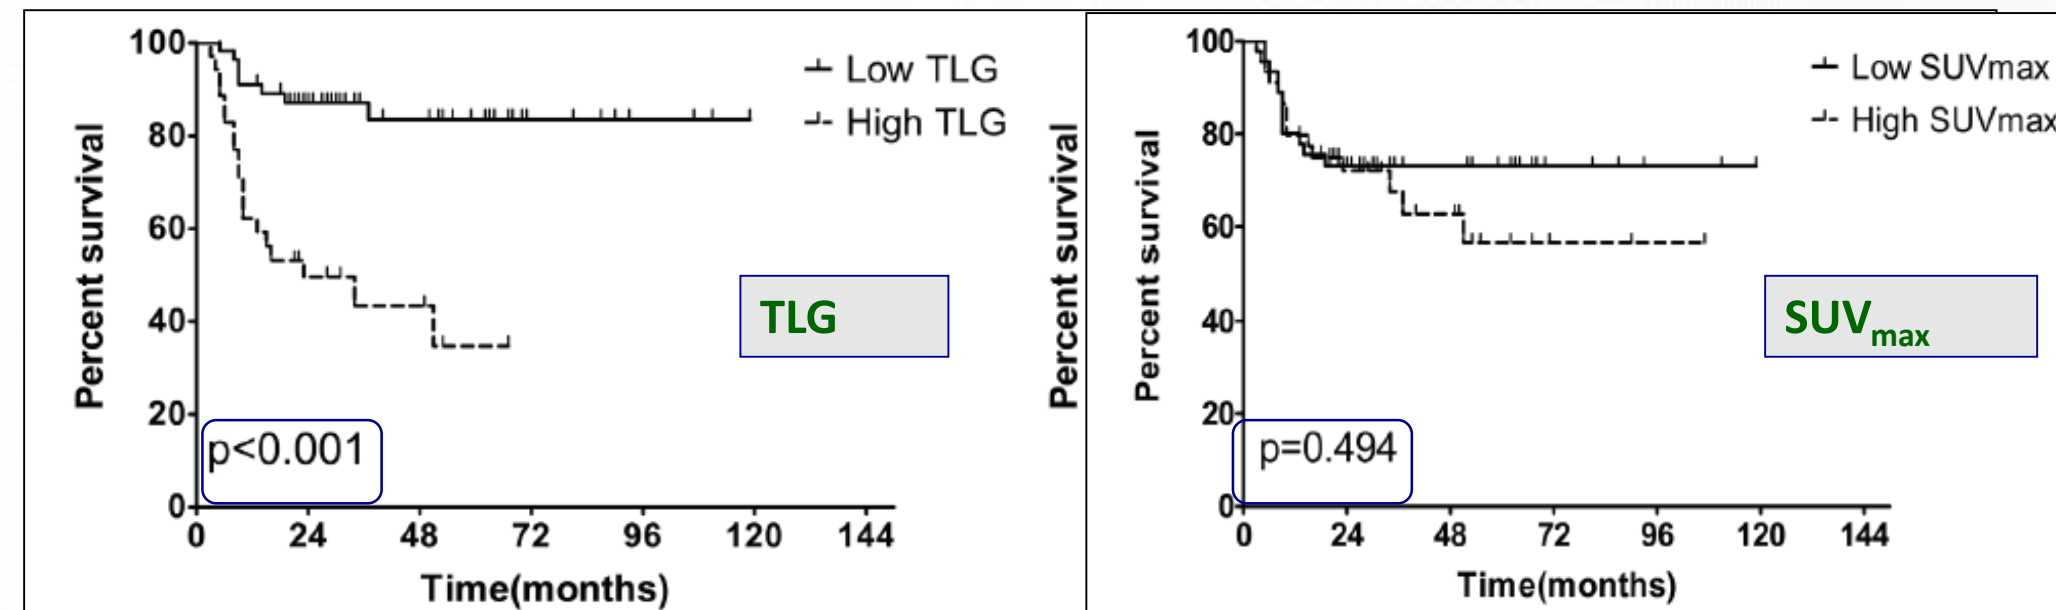 Percent survival
100
80
60
40
20
0
0 24 48 72 96 120 144
Time(months)
Low TLG
High TLG
TLG
p<0.001
Percent survival
Percent survival
100
80
60
40
20
0
0 24 48 72 96 120 144
Time(months)
Low SUVmax
High SUVmax
SUVmax
p=0.494